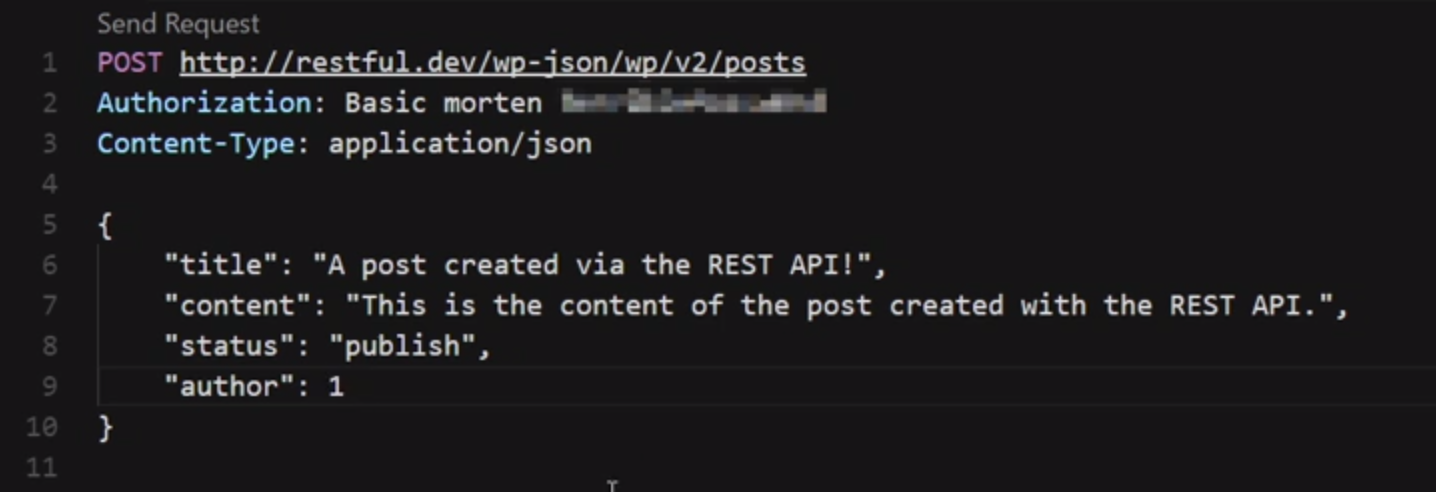 Send Request
1 POST http://restful.dev/wp-json/wp/v2/posts
2 Authorization: Basic morten
3 Content-Type: application/json
4
5 {
6     "title": "A post created via the REST API!",
7     "content": "This is the content of the post created with the REST API.",
8     "status": "publish",
9     "author": 1
10 }
11